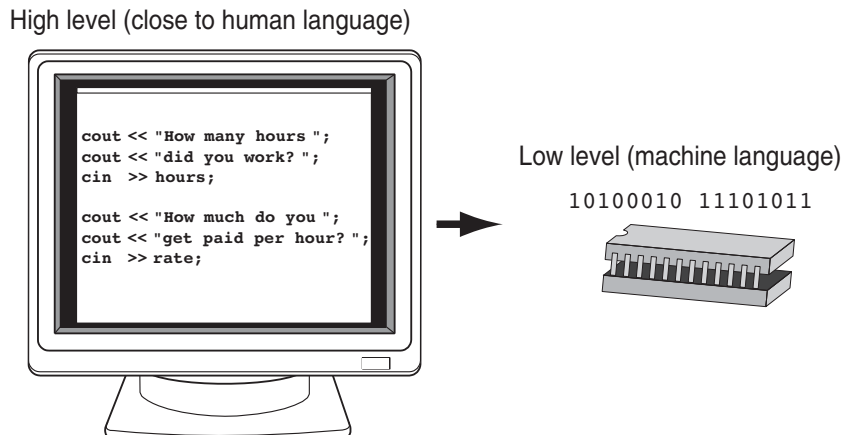 High level (close to human language)
cout << "How many hours ";
cout << "did you work? ";
cin >> hours;
cout << "How much do you ";
cout << "get paid per hour? ";
cin >> rate;
Low level (machine language)
10100010 11101011